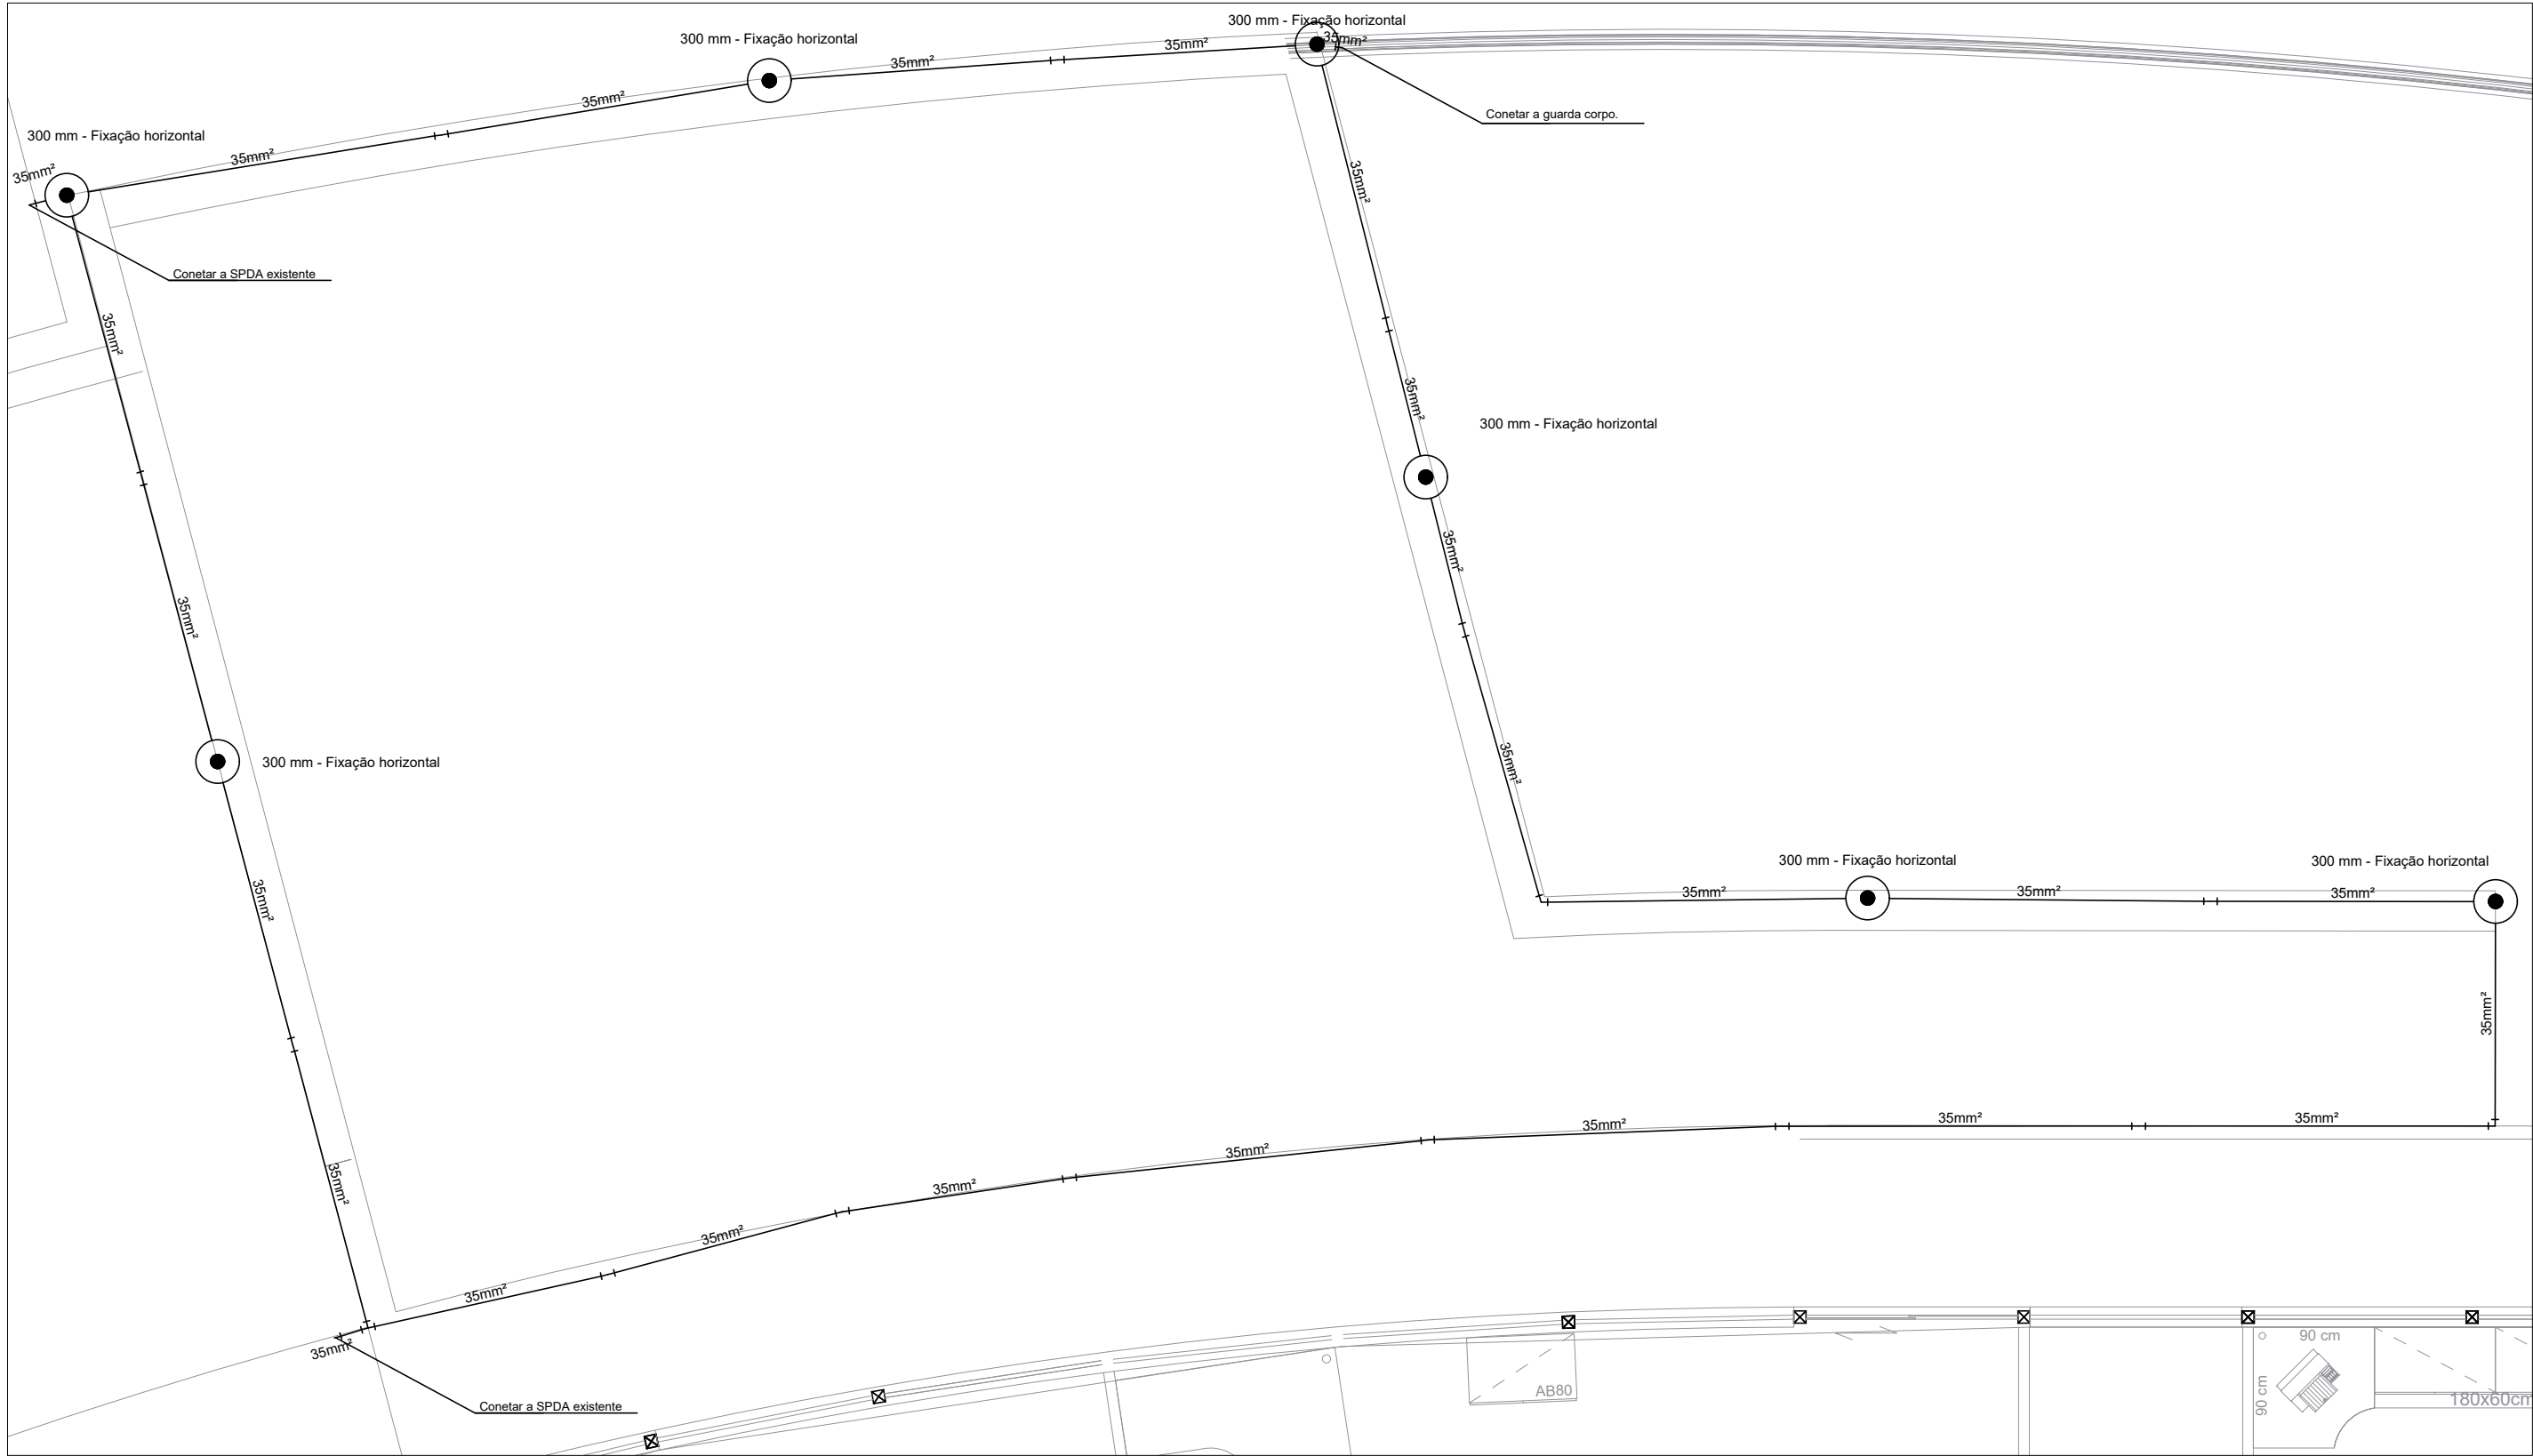 300 mm - Fixação horizontal
300 mm - Fixação horizontal
35mm²
35mm²
35mm²
35mm²
Conetar a guarda corpo.
300 mm - Fixação horizontal
35mm²
35mm²
35mm²
Conetar a SPDA existente
35mm²
35mm²
35mm²
300 mm - Fixação horizontal
35mm²
35mm²
35mm²
300 mm - Fixação horizontal
300 mm - Fixação horizontal
300 mm - Fixação horizontal
35mm²
35mm²
35mm²
35mm²
35mm²
35mm²
35mm²
35mm²
35mm²
35mm²
35mm²
35mm²
35mm²
35mm²
Conetar a SPDA existente
AB80
90 cm
90 cm
180x60cm